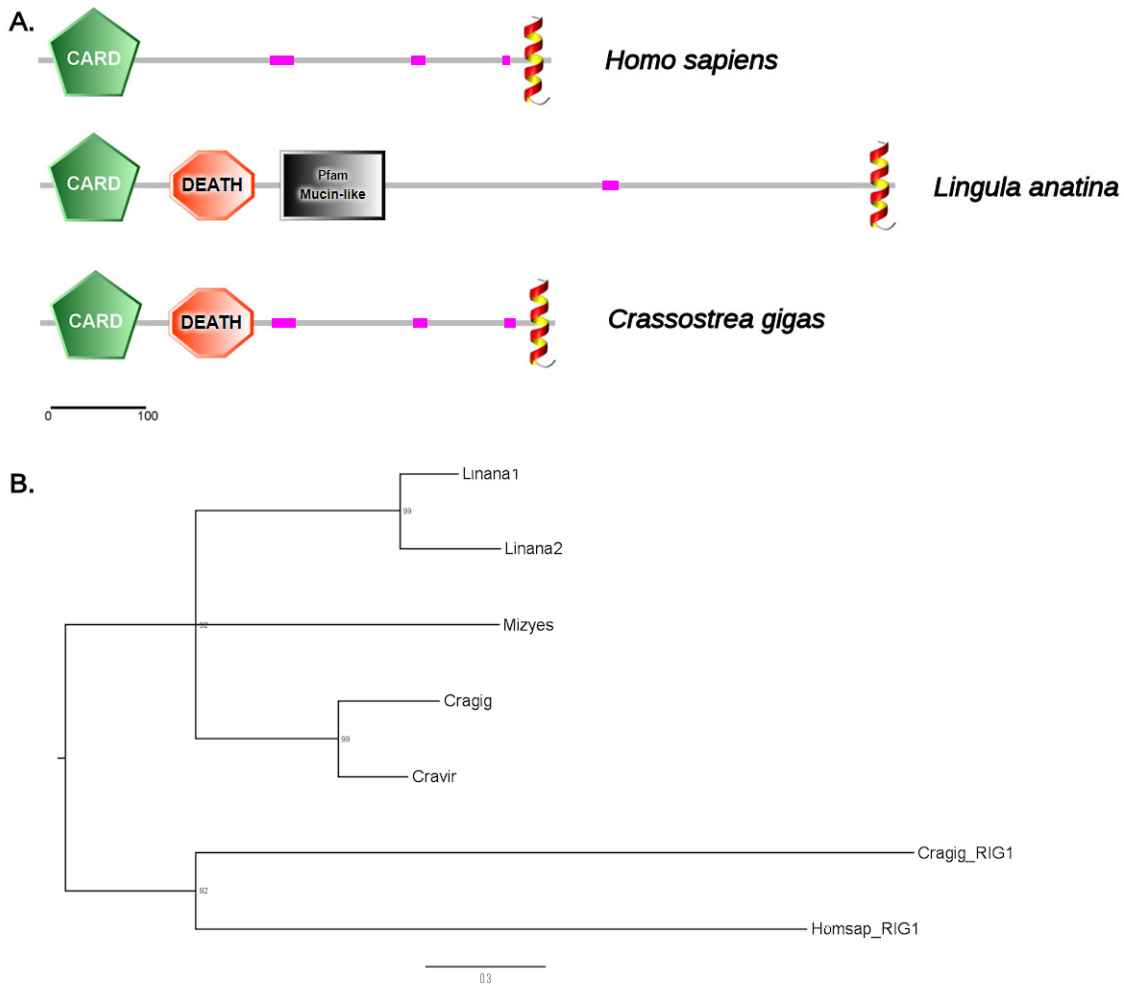 A.
CARD
Homo sapiens
CARD
DEATH
Pfam
Mucin-like
Lingula anatina
CARD
DEATH
Crassostrea gigas
0 100
B.
Linana1
99
Linana2
Mizyes
92
Cragig
99
Cravir
Cragig_RIG1
92
Homsap_RIG1
0.3